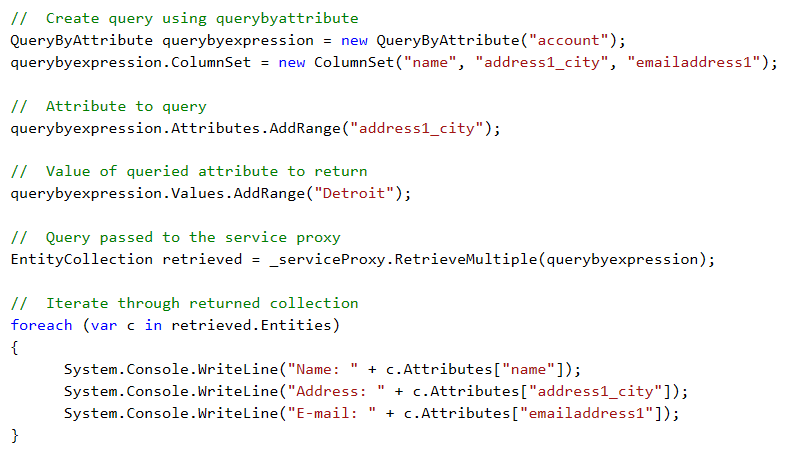 //  Create query using querybyattribute
QueryByAttribute querybyexpression = new QueryByAttribute("account");
querybyexpression.ColumnSet = new ColumnSet("name", "address1_city", "emailaddress1");

//  Attribute to query
querybyexpression.Attributes.AddRange("address1_city");

//  Value of queried attribute to return
querybyexpression.Values.AddRange("Detroit");

//  Query passed to the service proxy
EntityCollection retrieved = _serviceProxy.RetrieveMultiple(querybyexpression);

//  Iterate through returned collection
foreach (var c in retrieved.Entities)
{
      System.Console.WriteLine("Name: " + c.Attributes["name"]);
      System.Console.WriteLine("Address: " + c.Attributes["address1_city"]);
      System.Console.WriteLine("E-mail: " + c.Attributes["emailaddress1"]);
}